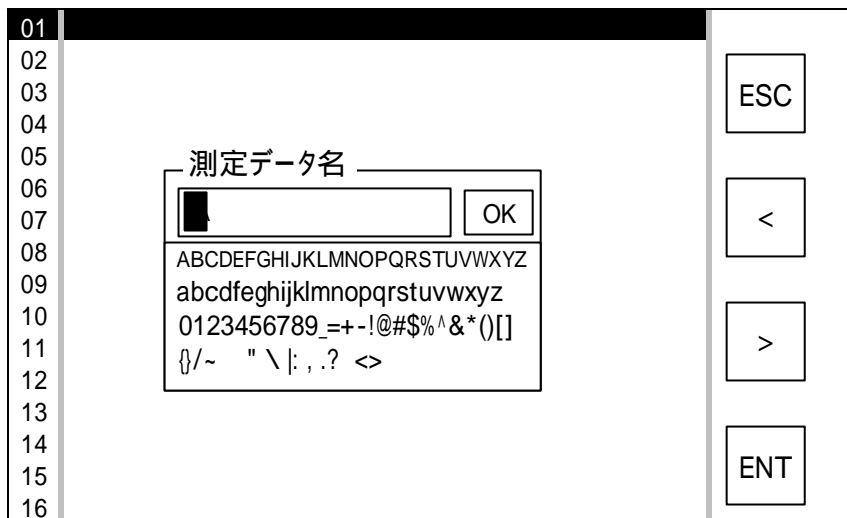 01
02
03
04
05
06
07
08
09
10
11
12
13
14
15
16
測定データ名
OK
ABCDEFGHIJKLMNOPQRSTUVWXYZ
abcdfeghijklmnopqrstuvwxyz
0123456789_=+-!@#$%^&*()[]
{}/~ " \ |: , .? <>
ESC
<
>
ENT